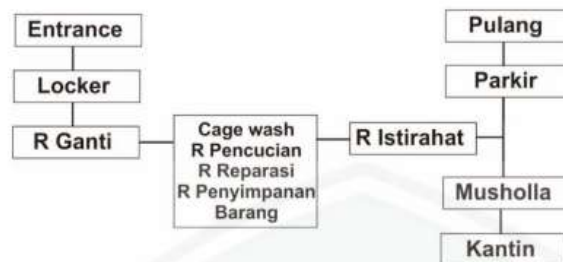 Entrance
Locker
R Ganti
Cage wash
R Pencucian
R Reparasi
R Penyimpanan
Barang
R Istirahat
Pulang
Parkir
Musholla
Kantin